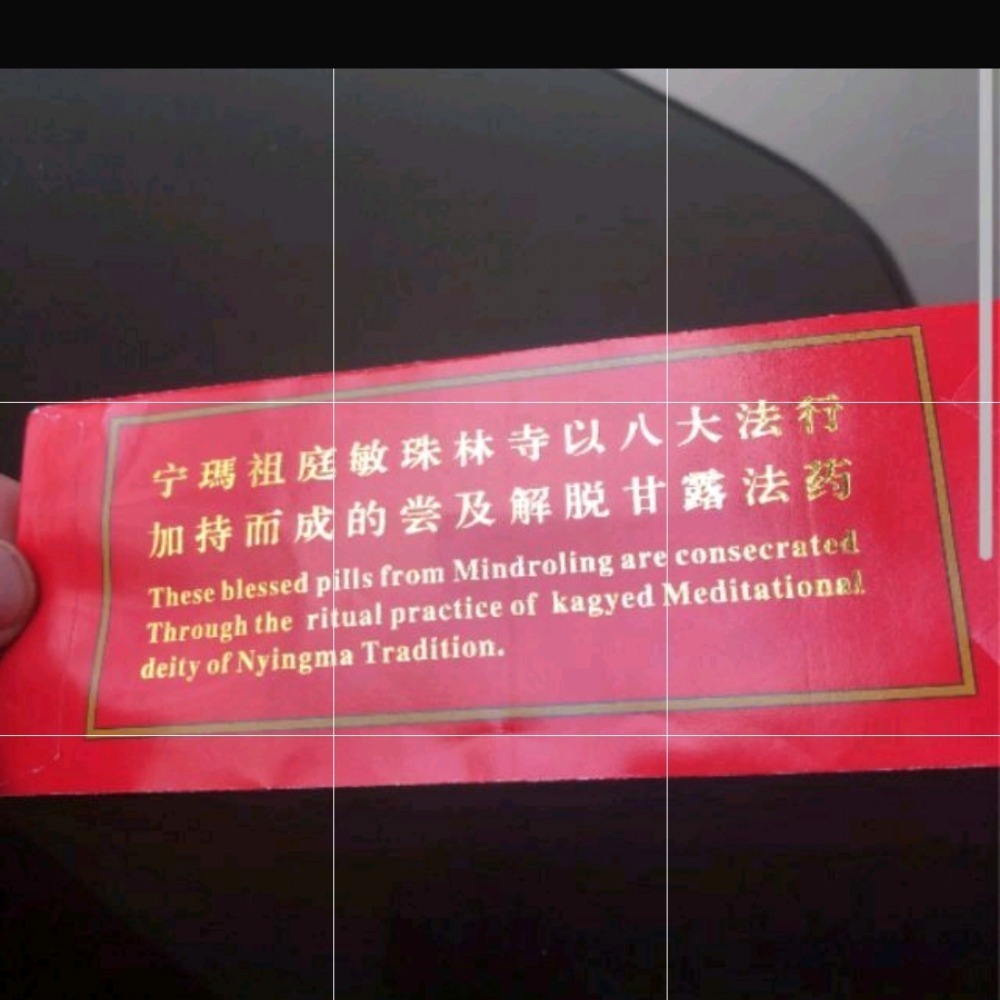 宁瑪祖庭敏珠林寺以八大法行
加持而成的尝及解脱甘露法药
These blessed pills from Mindroling are consecrated
Through the ritual practice of kagyed Meditational
deity of Nyingma Tradition.